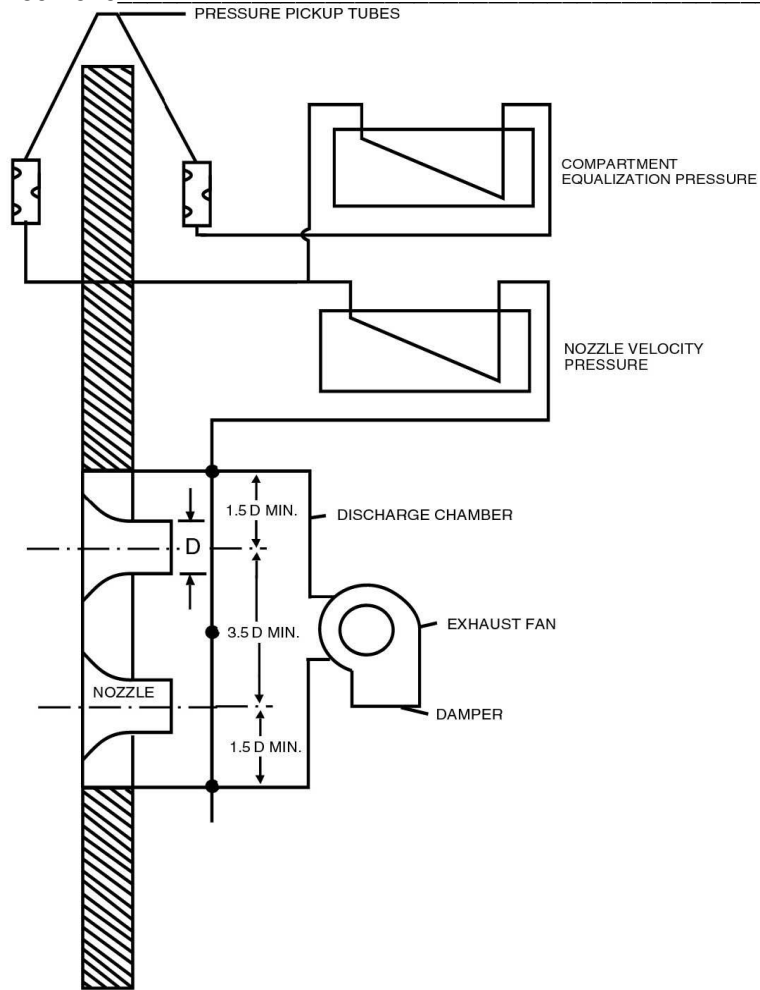 PRESSURE PICKUP TUBES
COMPARTMENT
EQUALIZATION PRESSURE
NOZZLE VELOCITY
PRESSURE
1.5 D MIN.
DISCHARGE CHAMBER
D
3.5 D MIN.
EXHAUST FAN
NOZZLE
DAMPER
1.5 D MIN.